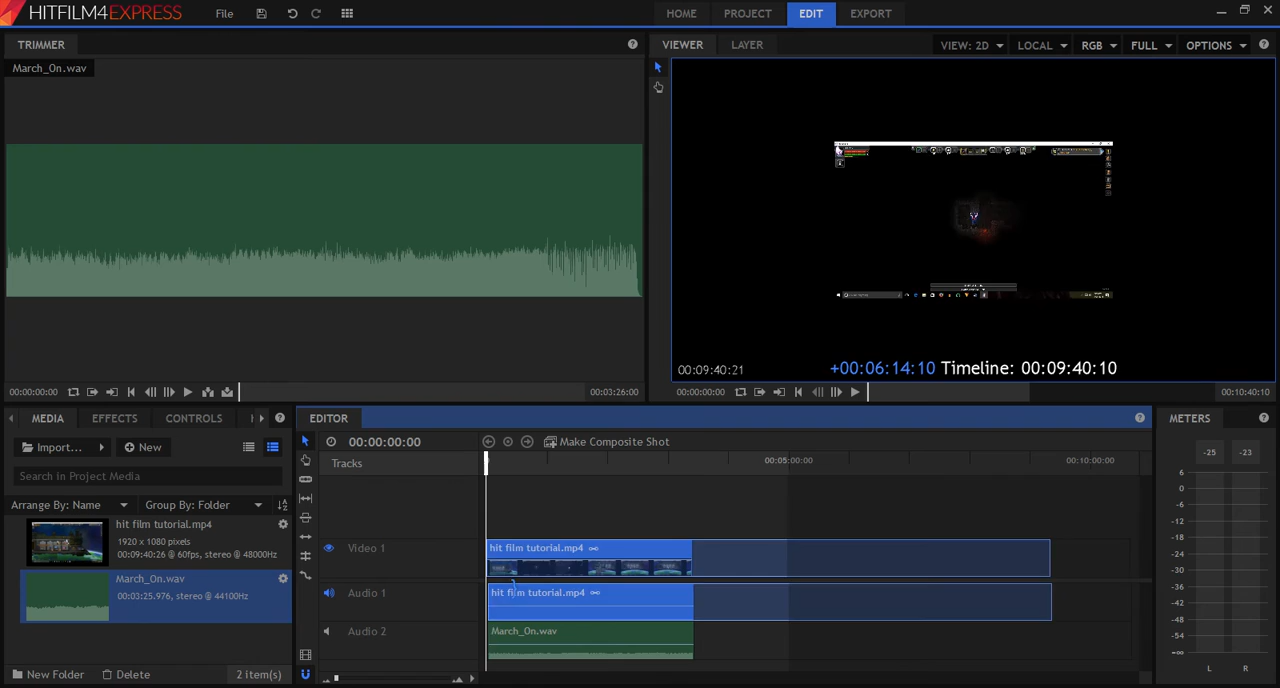 HITFILM4EXPRESS File HOME PROJECT EDIT EXPORT
TRIMMER
March_On.wav
00:00:00:00 00:03:26:00
VIEWER LAYER VIEW: 2D LOCAL RGB FULL OPTIONS
00:09:40:21 +00:06:14:10 Timeline: 00:09:40:10
00:00:00:00 00:10:40:10
MEDIA EFFECTS CONTROLS
Import... New
Search in Project Media
Arrange By: Name Group By: Folder
hit film tutorial.mp4
1920 x 1080 pixels
00:09:40:26 @ 60fps, stereo @ 48000Hz
March_On.wav
00:03:25.976, stereo @ 44100Hz
New Folder Delete 2 item(s)
EDITOR
00:00:00:00 Make Composite Shot
Tracks 00:05:00:00 00:10:00:00
Video 1 hit film tutorial.mp4
Audio 1 hit film tutorial.mp4
Audio 2 March_On.wav
METERS
-25 -23
6
0
-6
-12
-18
-24
-30
-36
-42
-54
-∞
L R